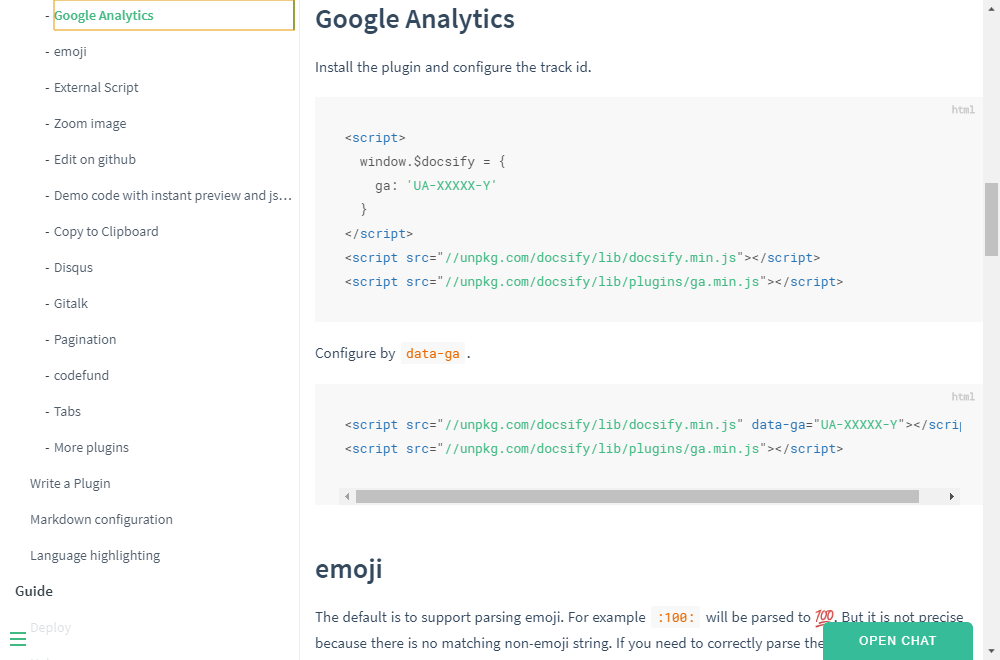 - Google Analytics
- emoji
- External Script
- Zoom image
- Edit on github
- Demo code with instant preview and js…
- Copy to Clipboard
- Disqus
- Gitalk
- Pagination
- codefund
- Tabs
- More plugins
Write a Plugin
Markdown configuration
Language highlighting
Guide
Deploy
Google Analytics
Install the plugin and configure the track id.
html
<script>
  window.$docsify = {
    ga: 'UA-XXXXX-Y'
  }
</script>
<script src="//unpkg.com/docsify/lib/docsify.min.js"></script>
<script src="//unpkg.com/docsify/lib/plugins/ga.min.js"></script>
Configure by data-ga .
html
<script src="//unpkg.com/docsify/lib/docsify.min.js" data-ga="UA-XXXXX-Y"></scrip
<script src="//unpkg.com/docsify/lib/plugins/ga.min.js"></script>
emoji
The default is to support parsing emoji. For example :100: will be parsed to 💯. But it is not precise
because there is no matching non-emoji string. If you need to correctly parse the
OPEN CHAT